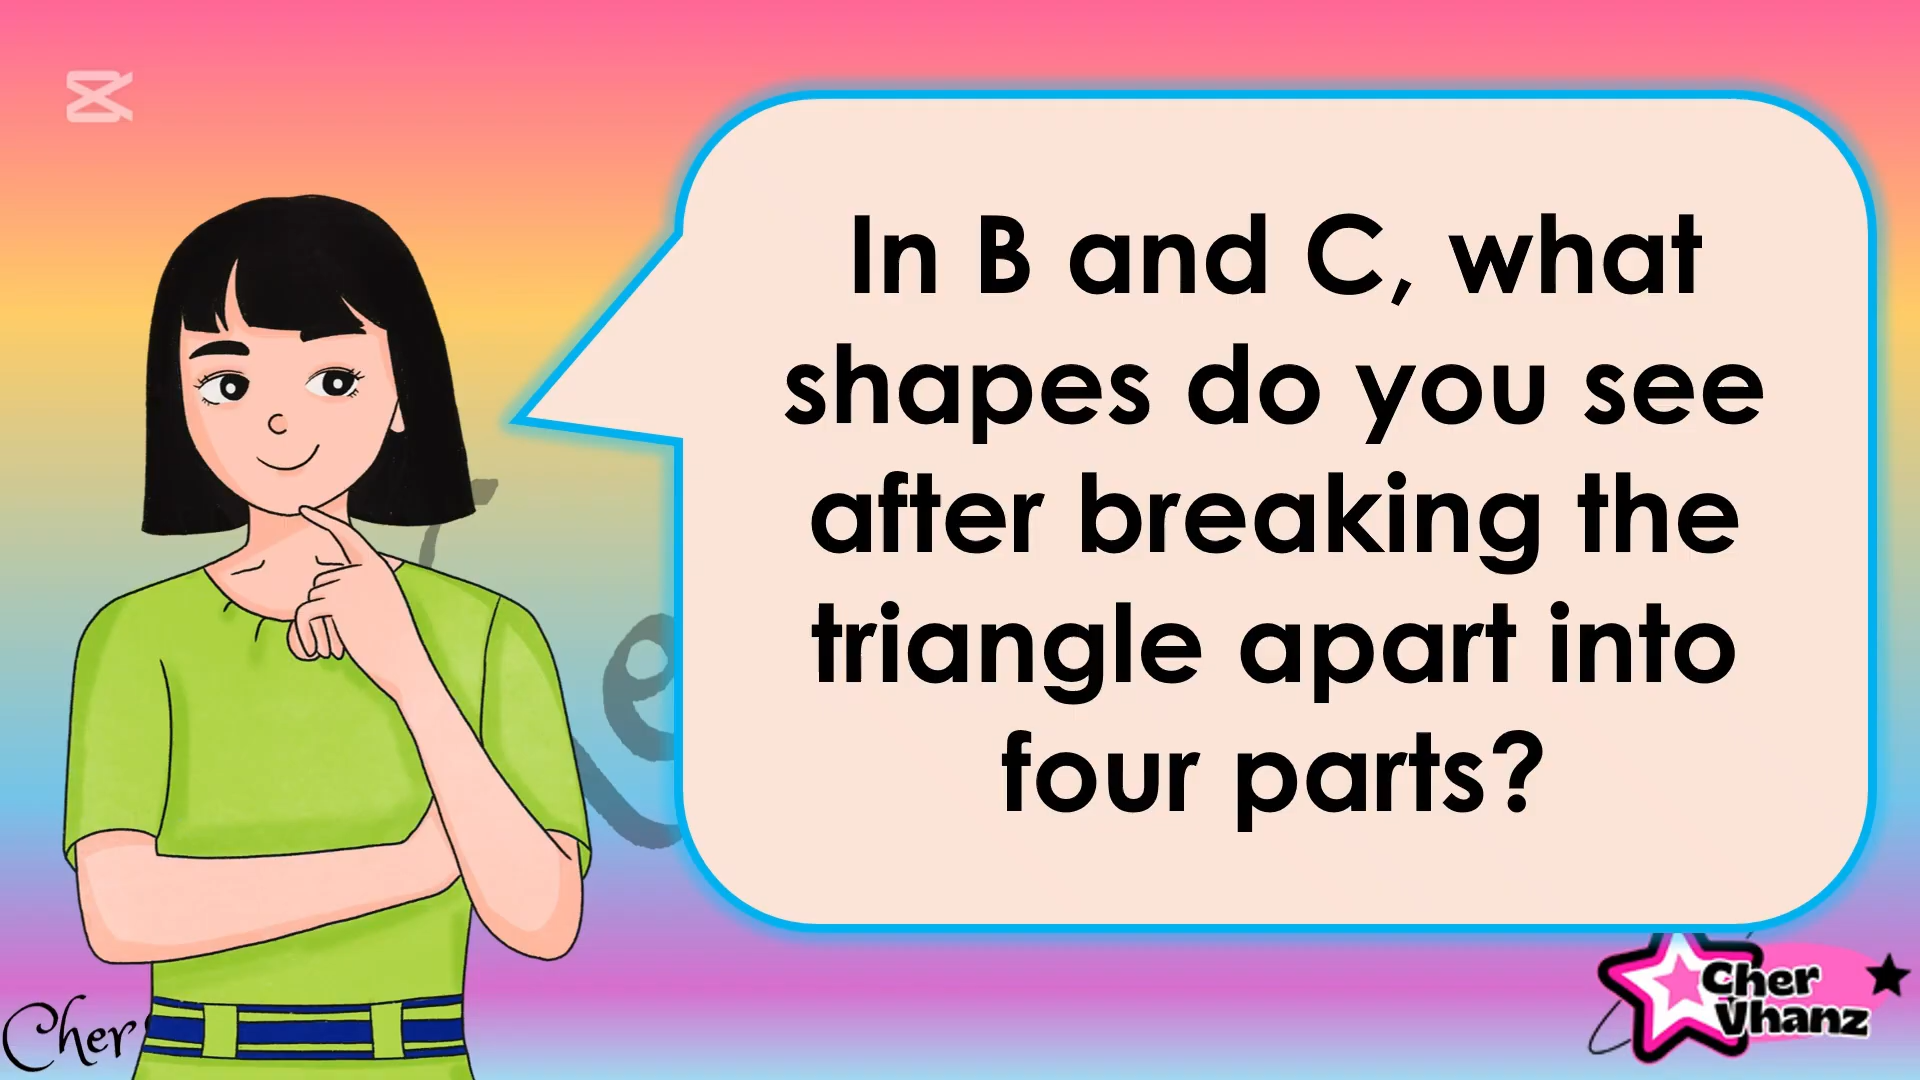 In B and C, what
shapes do you see
after breaking the
triangle apart into
four parts?
Cher
Cher
Vhanz